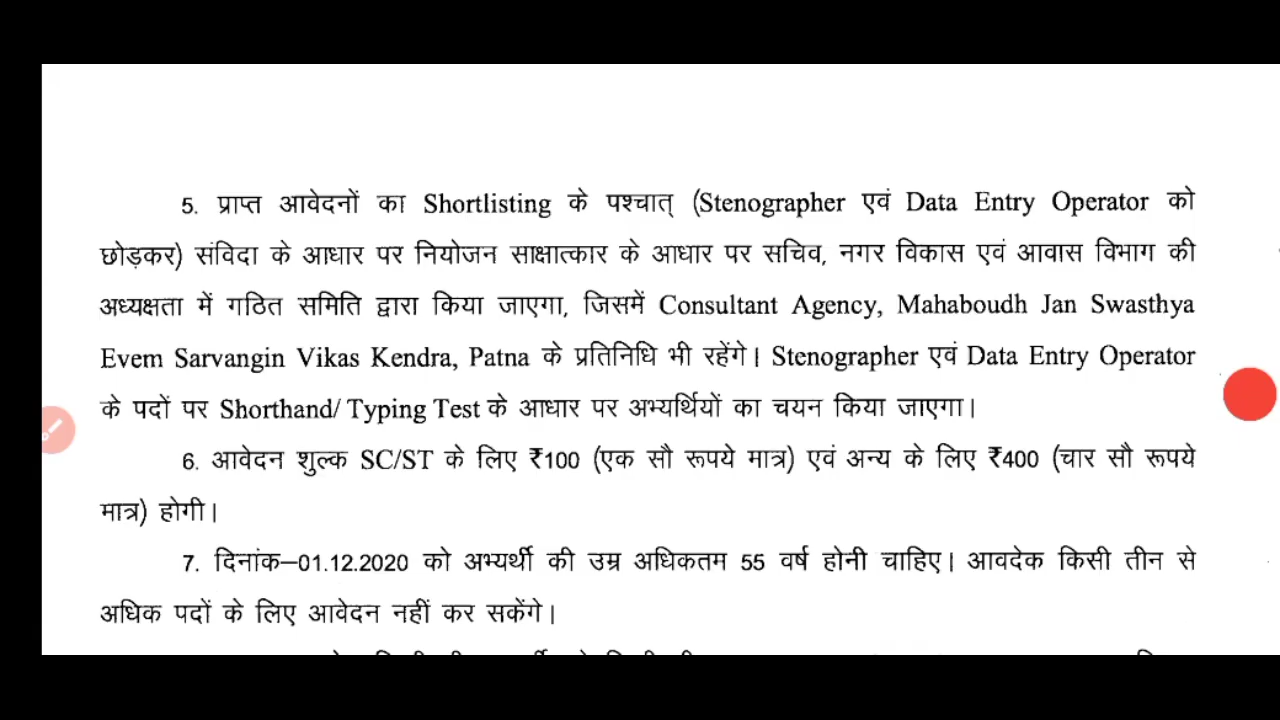 5. प्राप्त आवेदनों का Shortlisting के पश्चात् (Stenographer एवं Data Entry Operator को
छोड़कर) संविदा के आधार पर नियोजन साक्षात्कार के आधार पर सचिव, नगर विकास एवं आवास विभाग की
अध्यक्षता में गठित समिति द्वारा किया जाएगा, जिसमें Consultant Agency, Mahaboudh Jan Swasthya
Evem Sarvangin Vikas Kendra, Patna के प्रतिनिधि भी रहेंगे। Stenographer एवं Data Entry Operator
के पदों पर Shorthand/ Typing Test के आधार पर अभ्यर्थियों का चयन किया जाएगा।
6. आवेदन शुल्क SC/ST के लिए ₹100 (एक सौ रूपये मात्र) एवं अन्य के लिए ₹400 (चार सौ रूपये
मात्र) होगी।
7. दिनांक–01.12.2020 को अभ्यर्थी की उम्र अधिकतम 55 वर्ष होनी चाहिए। आवदेक किसी तीन से
अधिक पदों के लिए आवेदन नहीं कर सकेंगे।